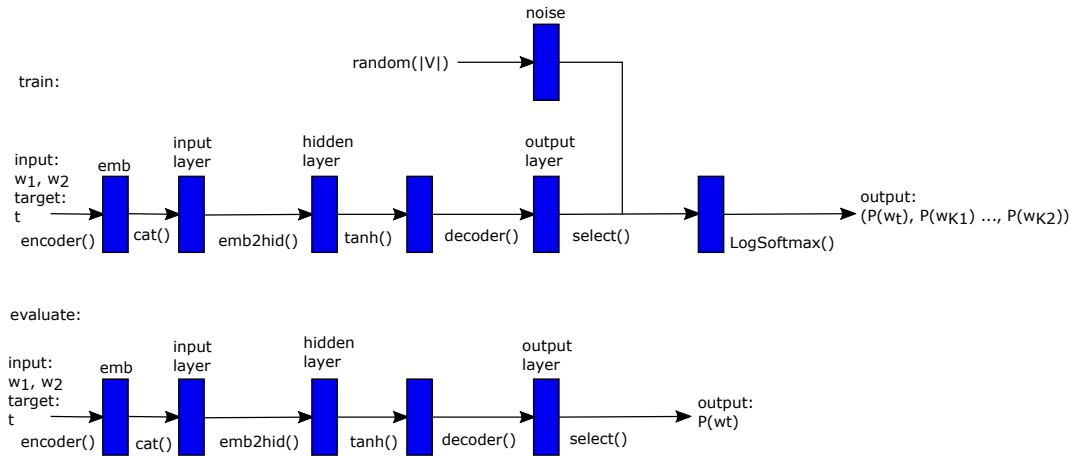 noise
random(|V|)
train:
input:
w1, w2
target:
t
encoder()
emb
cat()
input
layer
emb2hid()
hidden
layer
tanh()
decoder()
output
layer
select()
LogSoftmax()
output:
(P(wt), P(wK1) ..., P(wK2))
evaluate:
input:
w1, w2
target:
t
encoder()
emb
cat()
input
layer
emb2hid()
hidden
layer
tanh()
decoder()
output
layer
select()
output:
P(wt)